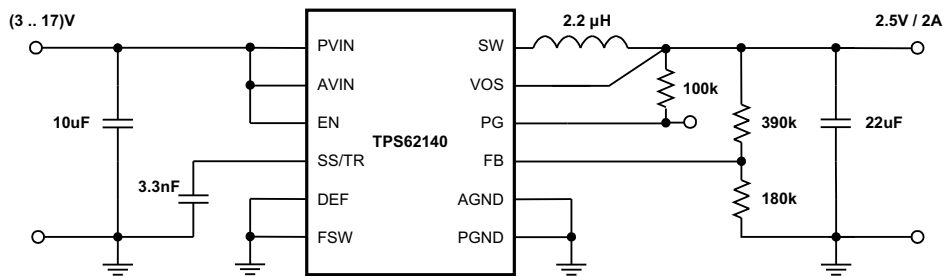 (3 .. 17)V
2.2 µH
2.5V / 2A
PVIN
SW
AVIN
VOS
100k
10uF
EN
PG
390k
22uF
TPS62140
SS/TR
FB
3.3nF
180k
DEF
AGND
FSW
PGND